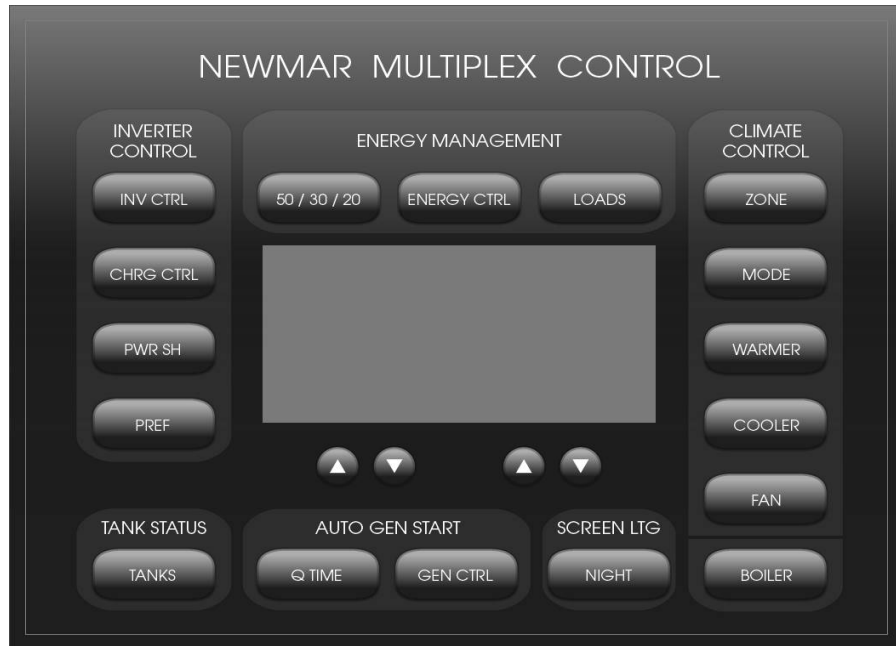 NEWMAR MULTIPLEX CONTROL
INVERTER
CONTROL
INV CTRL
CHRG CTRL
PWR SH
PREF
ENERGY MANAGEMENT
50 / 30 / 20
ENERGY CTRL
LOADS
CLIMATE
CONTROL
ZONE
MODE
WARMER
COOLER
FAN
BOILER
TANK STATUS
TANKS
AUTO GEN START
Q TIME
GEN CTRL
SCREEN LTG
NIGHT